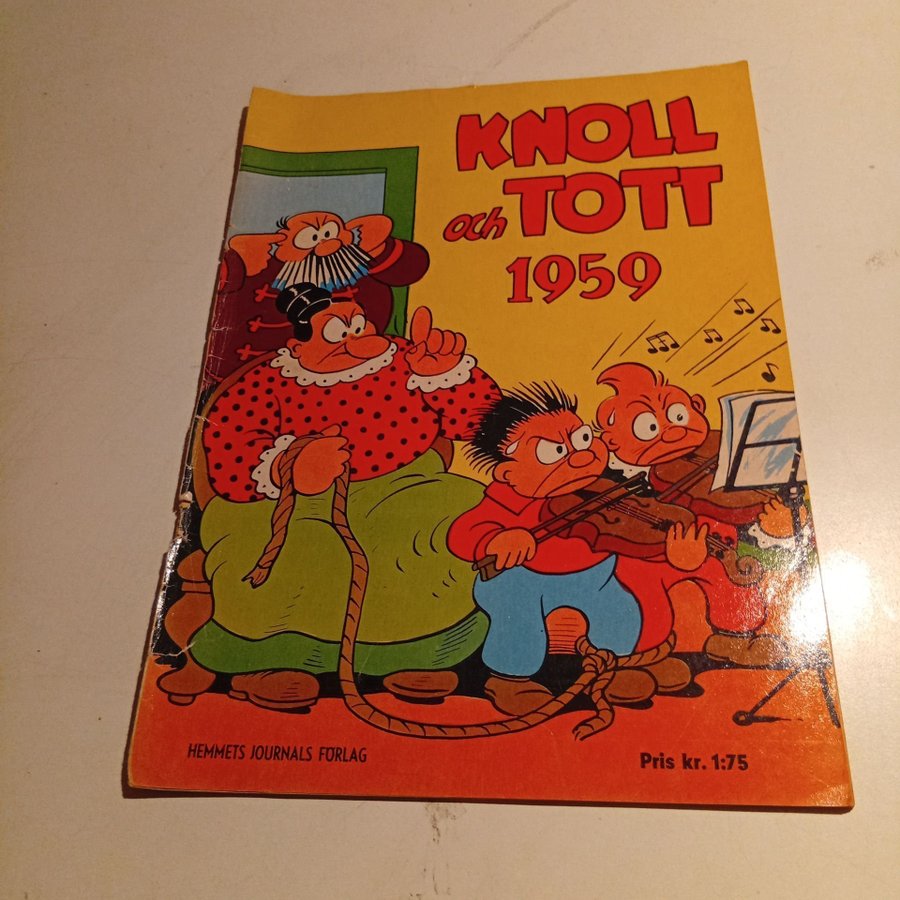 KNOLL
och TOTT
1959
HEMMETS JOURNALS FÖRLAG
Pris kr. 1:75